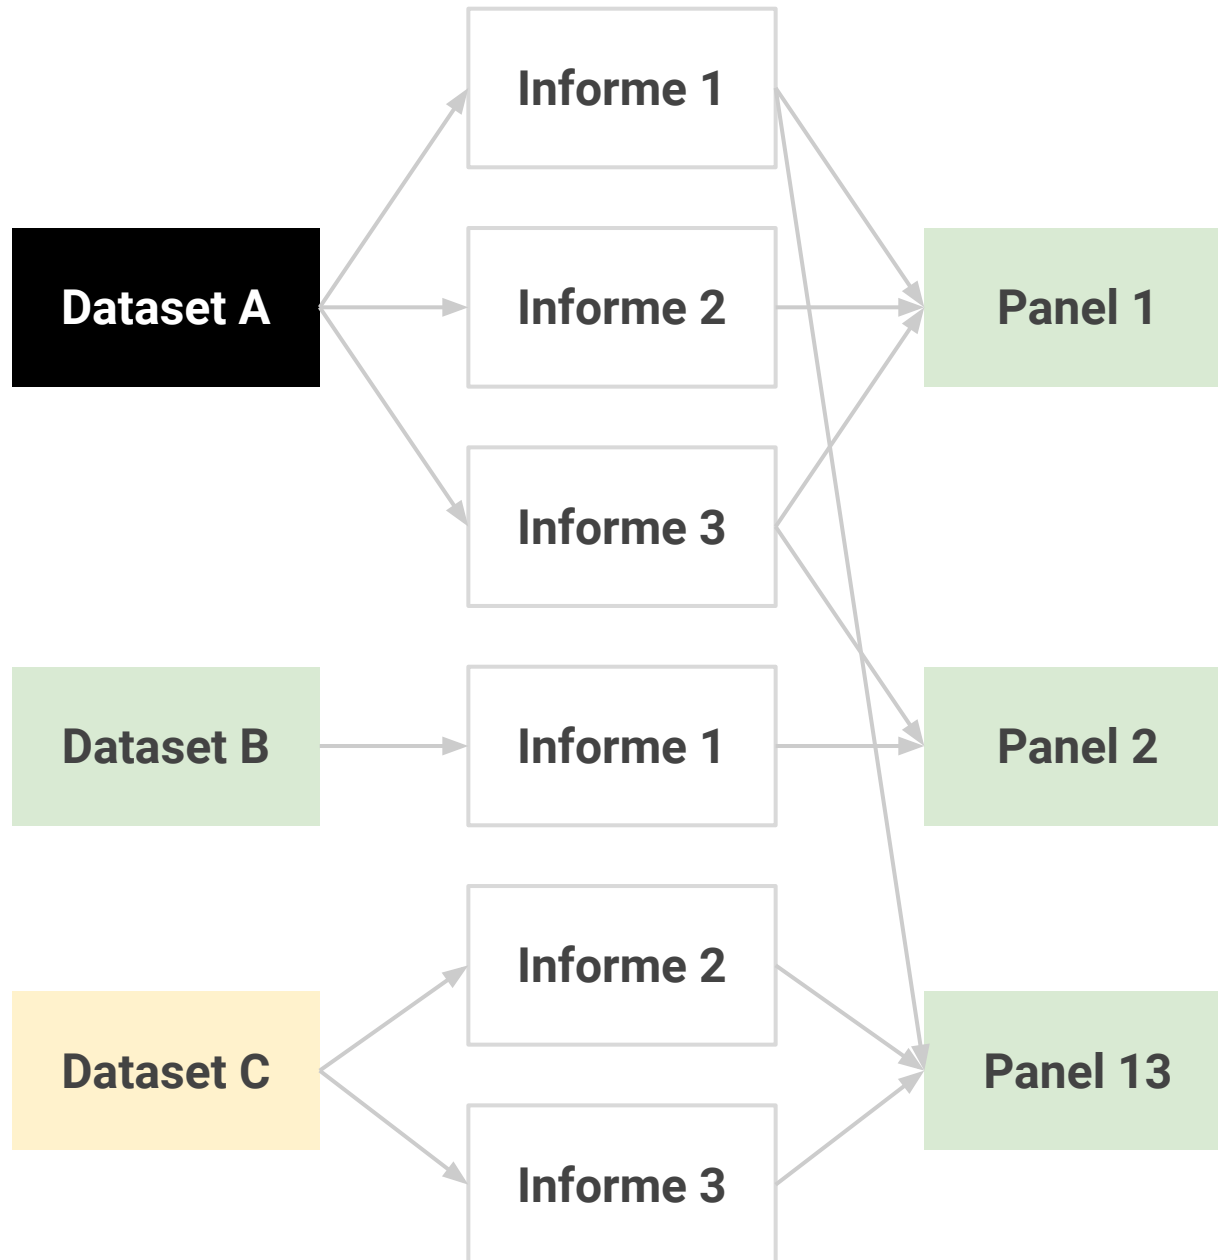 Informe 1
Dataset A
Informe 2
Panel 1
Informe 3
Dataset B
Informe 1
Panel 2
Informe 2
Dataset C
Panel 13
Informe 3